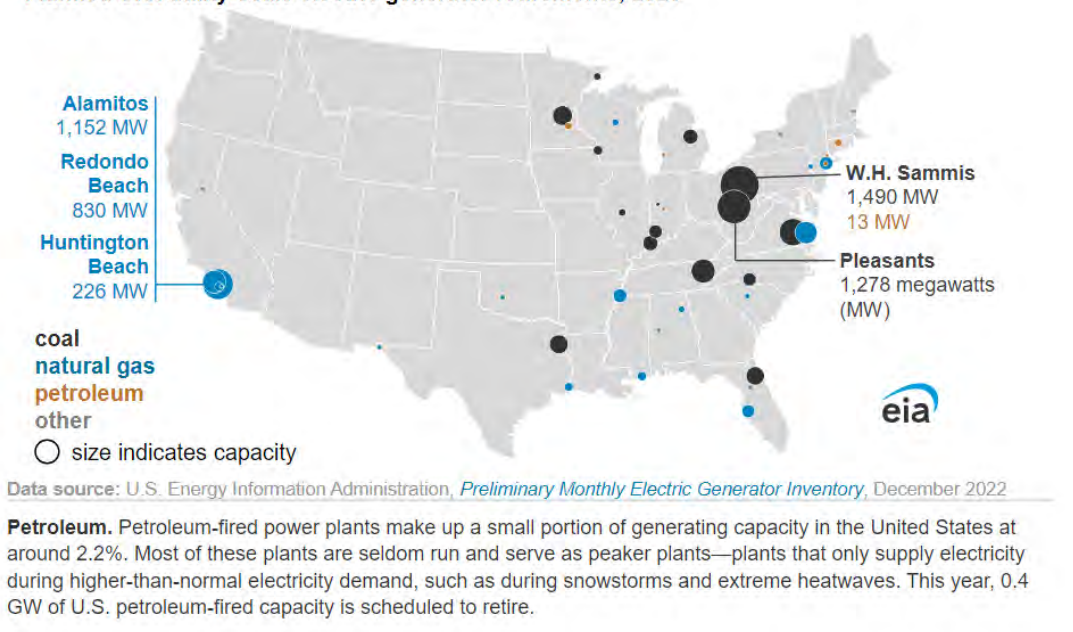 Alamitos
1,152 MW
Redondo
Beach
830 MW
Huntington
Beach
226 MW
W.H. Sammis
1,490 MW
13 MW
Pleasants
1,278 megawatts
(MW)
coal
natural gas
petroleum
other
size indicates capacity
eia
Data source: U.S. Energy Information Administration, Preliminary Monthly Electric Generator Inventory, December 2022
Petroleum. Petroleum-fired power plants make up a small portion of generating capacity in the United States at
around 2.2%. Most of these plants are seldom run and serve as peaker plants—plants that only supply electricity
during higher-than-normal electricity demand, such as during snowstorms and extreme heatwaves. This year, 0.4
GW of U.S. petroleum-fired capacity is scheduled to retire.